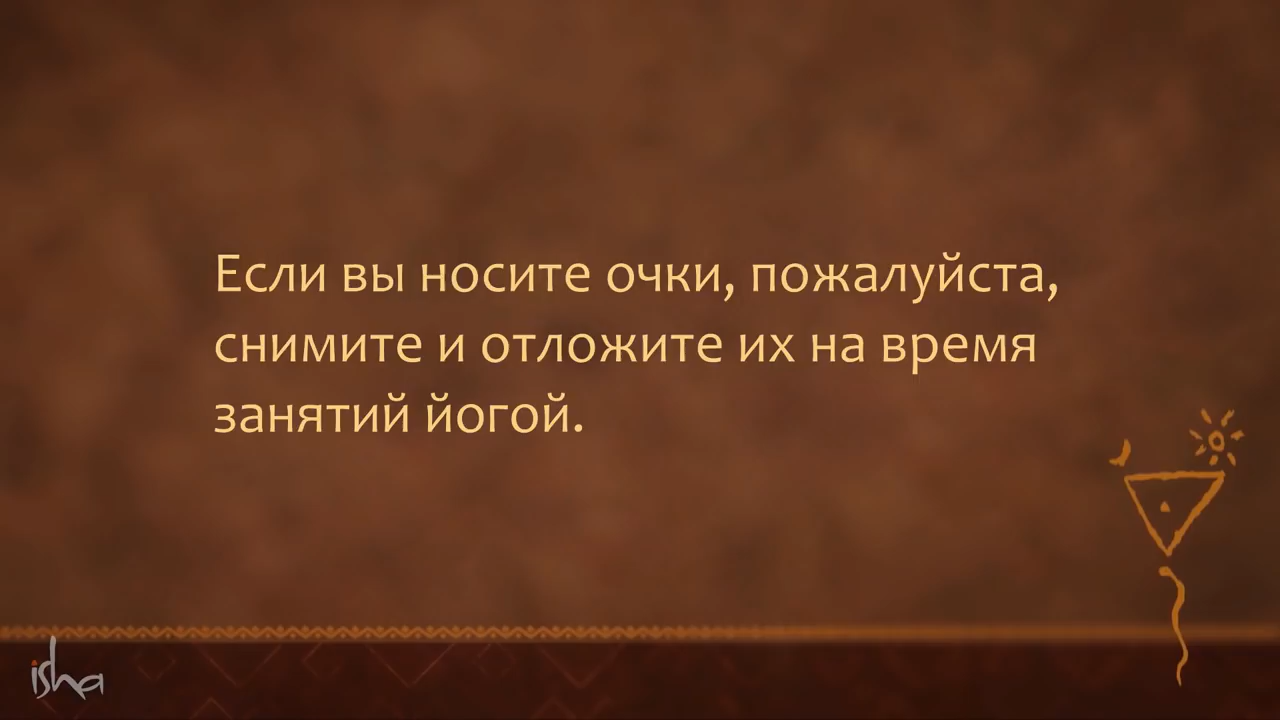 Если вы носите очки, пожалуйста,
снимите и отложите их на время
занятий йогой.
isha